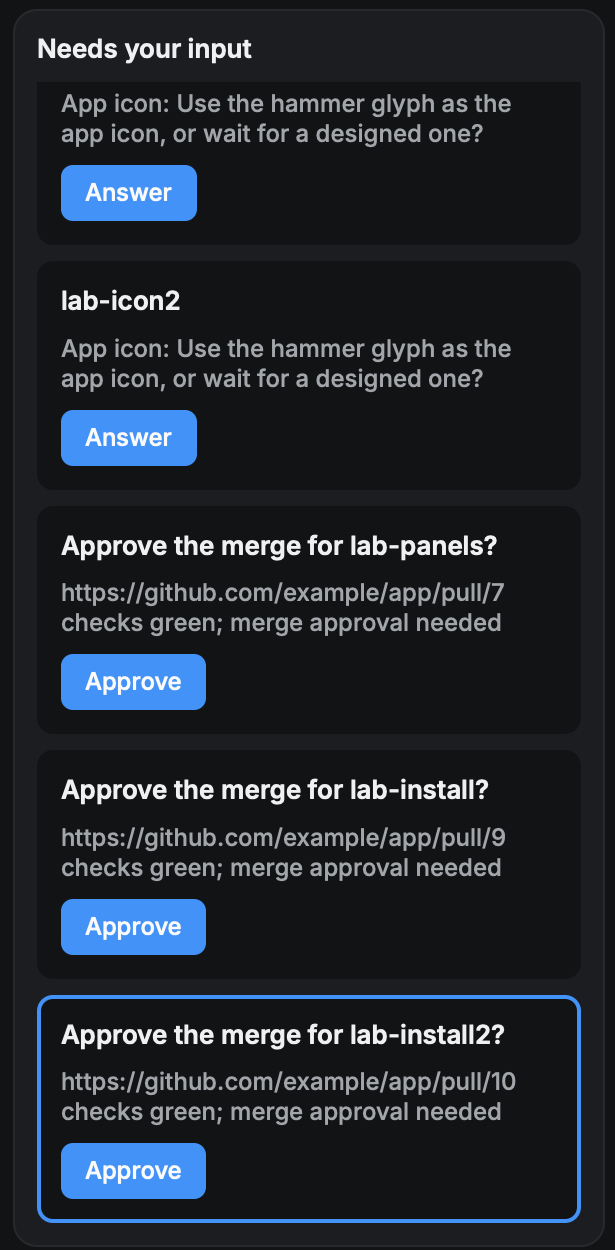 Needs your input
App icon: Use the hammer glyph as the
app icon, or wait for a designed one?
Answer
lab-icon2
App icon: Use the hammer glyph as the
app icon, or wait for a designed one?
Answer
Approve the merge for lab-panels?
https://github.com/example/app/pull/7
checks green; merge approval needed
Approve
Approve the merge for lab-install?
https://github.com/example/app/pull/9
checks green; merge approval needed
Approve
Approve the merge for lab-install2?
https://github.com/example/app/pull/10
checks green; merge approval needed
Approve